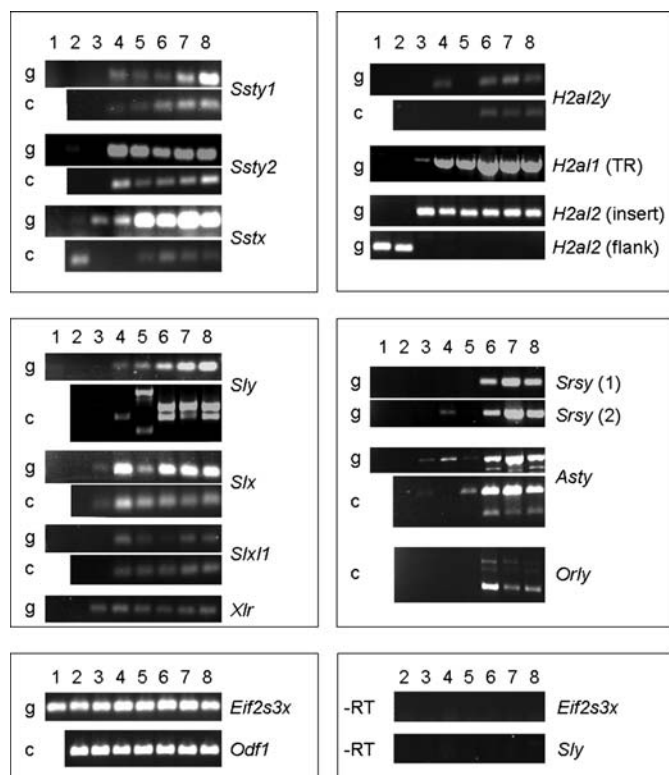 1 2 3 4 5 6 7 8
g
c
Ssty1
g
c
Ssty2
g
c
Sstx
1 2 3 4 5 6 7 8
g
c
H2al2y
g
H2al1 (TR)
g
H2al2 (insert)
g
H2al2 (flank)
1 2 3 4 5 6 7 8
g
c
Sly
g
c
Slx
g
c
Slxl1
g
Xlr
1 2 3 4 5 6 7 8
g
Srsy (1)
g
Srsy (2)
g
c
Asty
c
Orly
1 2 3 4 5 6 7 8
g
Eif2s3x
c
Odf1
2 3 4 5 6 7 8
-RT
Eif2s3x
-RT
Sly